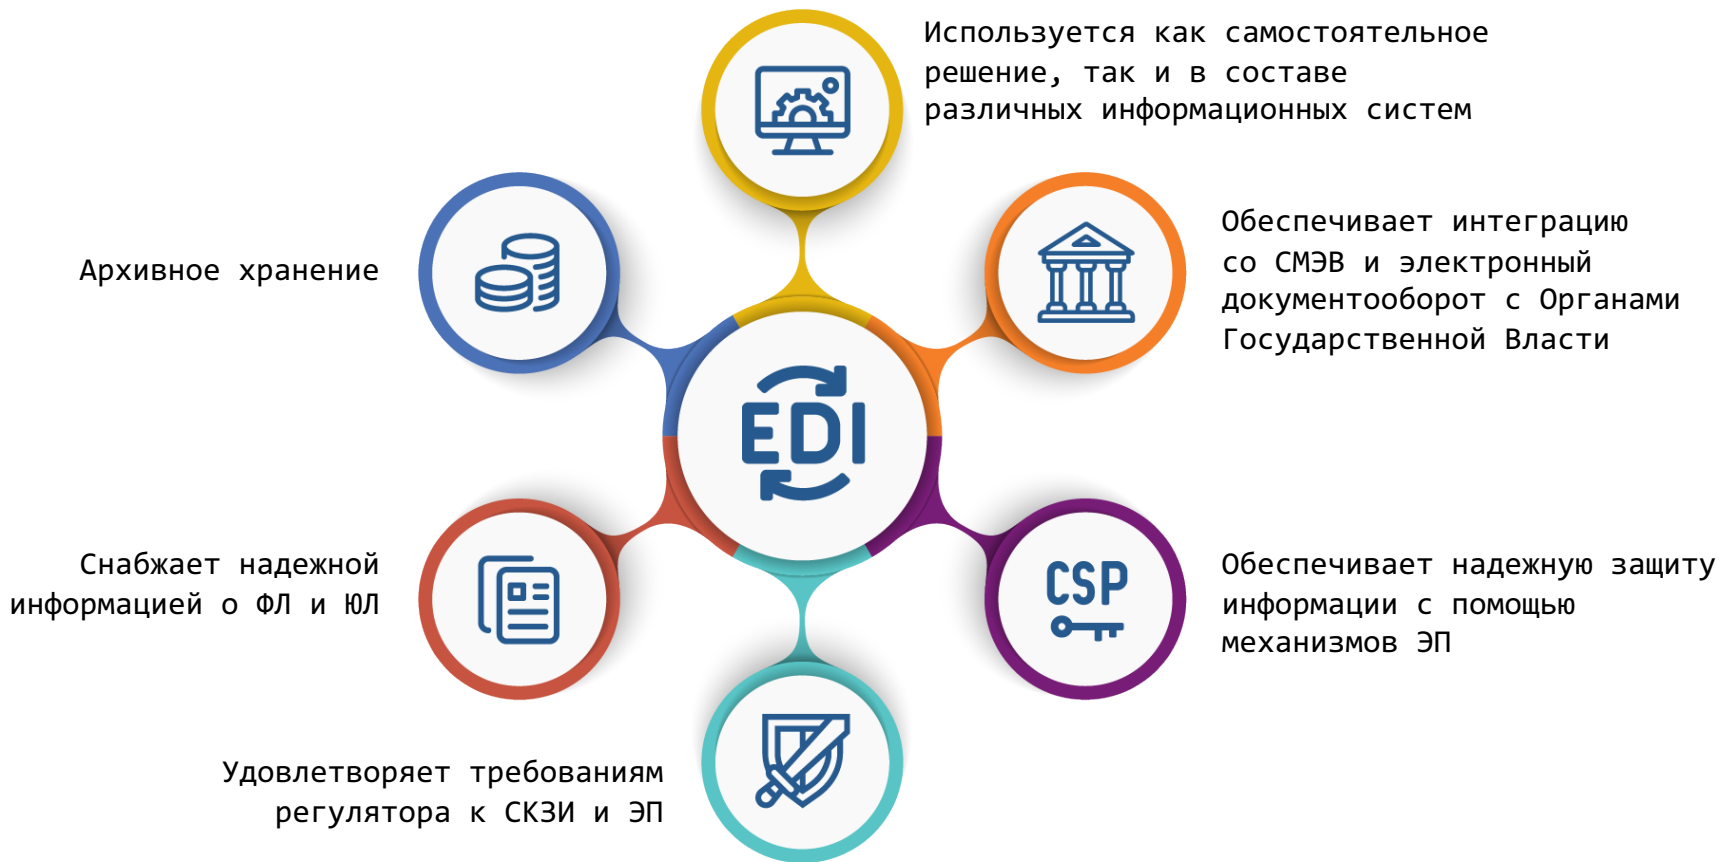 Используется как самостоятельное
решение, так и в составе
различных информационных систем
Обеспечивает интеграцию
со СМЭВ и электронный
документооборот с Органами
Государственной Власти
Архивное хранение
EDI
Снабжает надежной
информацией о ФЛ и ЮЛ
CSP
Обеспечивает надежную защиту
информации с помощью
механизмов ЭП
Удовлетворяет требованиям
регулятора к СКЗИ и ЭП